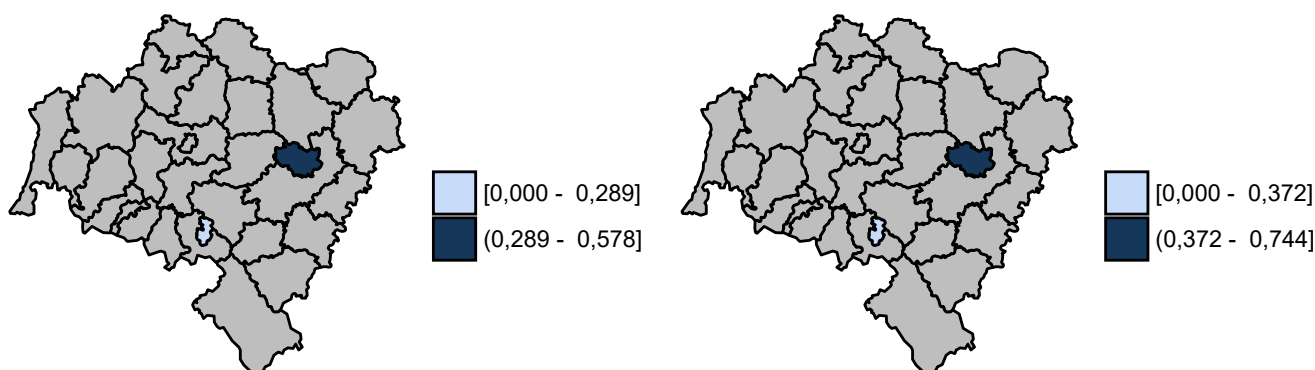 [0,000 - 0,289]
(0,289 - 0,578]
[0,000 - 0,372]
(0,372 - 0,744]